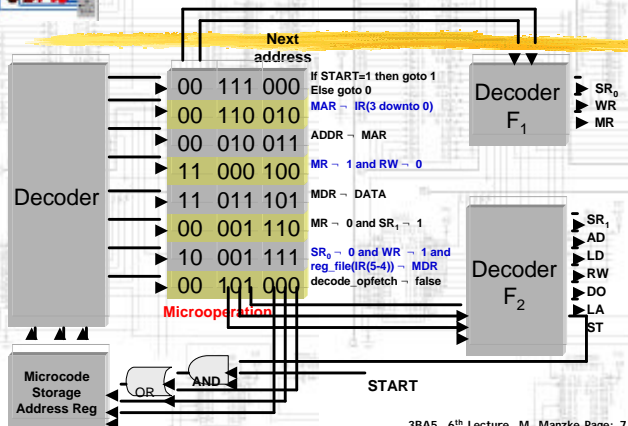 Next
address
00 111 000
If START=1 then goto 1
Else goto 0
00 110 010
MAR ¬ IR(3 downto 0)
00 010 011
ADDR ¬ MAR
11 000 100
MR ¬ 1 and RW ¬ 0
11 011 101
MDR ¬ DATA
00 001 110
MR ¬ 0 and SR1 ¬ 1
10 001 111
SR0 ¬ 0 and WR ¬ 1 and
reg_file(IR(5-4)) ¬ MDR
00 101 000
decode_opfetch ¬ false
Microoperation
Decoder
Decoder
F1
SR0
WR
MR
Decoder
F2
SR1
AD
LD
RW
DO
LA
ST
Microcode
Storage
Address Reg
OR
AND
START
3BA5, 6th Lecture, M. Manzke Page: 7